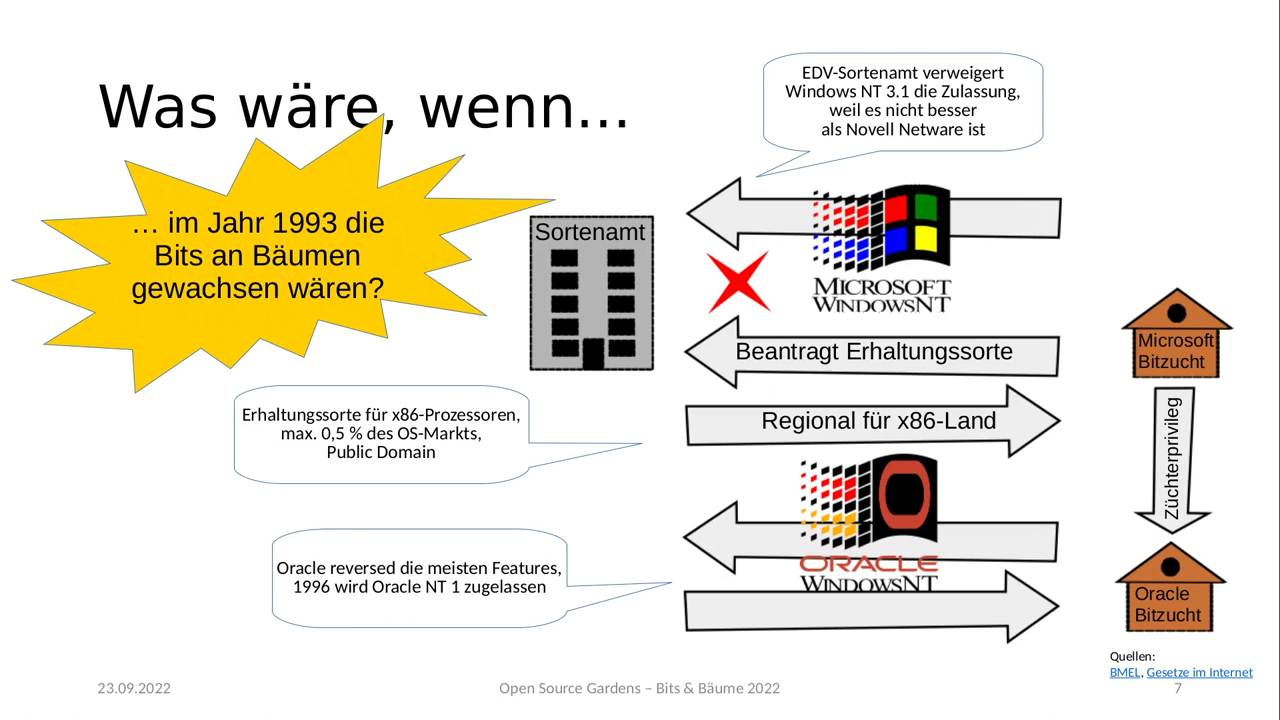 Was wäre, wenn...
EDV-Sortenamt verweigert
Windows NT 3.1 die Zulassung,
weil es nicht besser
als Novell Netware ist
… im Jahr 1993 die
Bits an Bäumen
gewachsen wären?
Sortenamt
MICROSOFT
WINDOWSNT
Beantragt Erhaltungssorte
Microsoft
Bitzucht
Erhaltungssorte für x86-Prozessoren,
max. 0,5 % des OS-Markts,
Public Domain
Regional für x86-Land
Züchterprivileg
ORACLE
WINDOWSNT
Oracle reversed die meisten Features,
1996 wird Oracle NT 1 zugelassen
Oracle
Bitzucht
Quellen:
BMEL, Gesetze im Internet
23.09.2022
Open Source Gardens – Bits & Bäume 2022
7